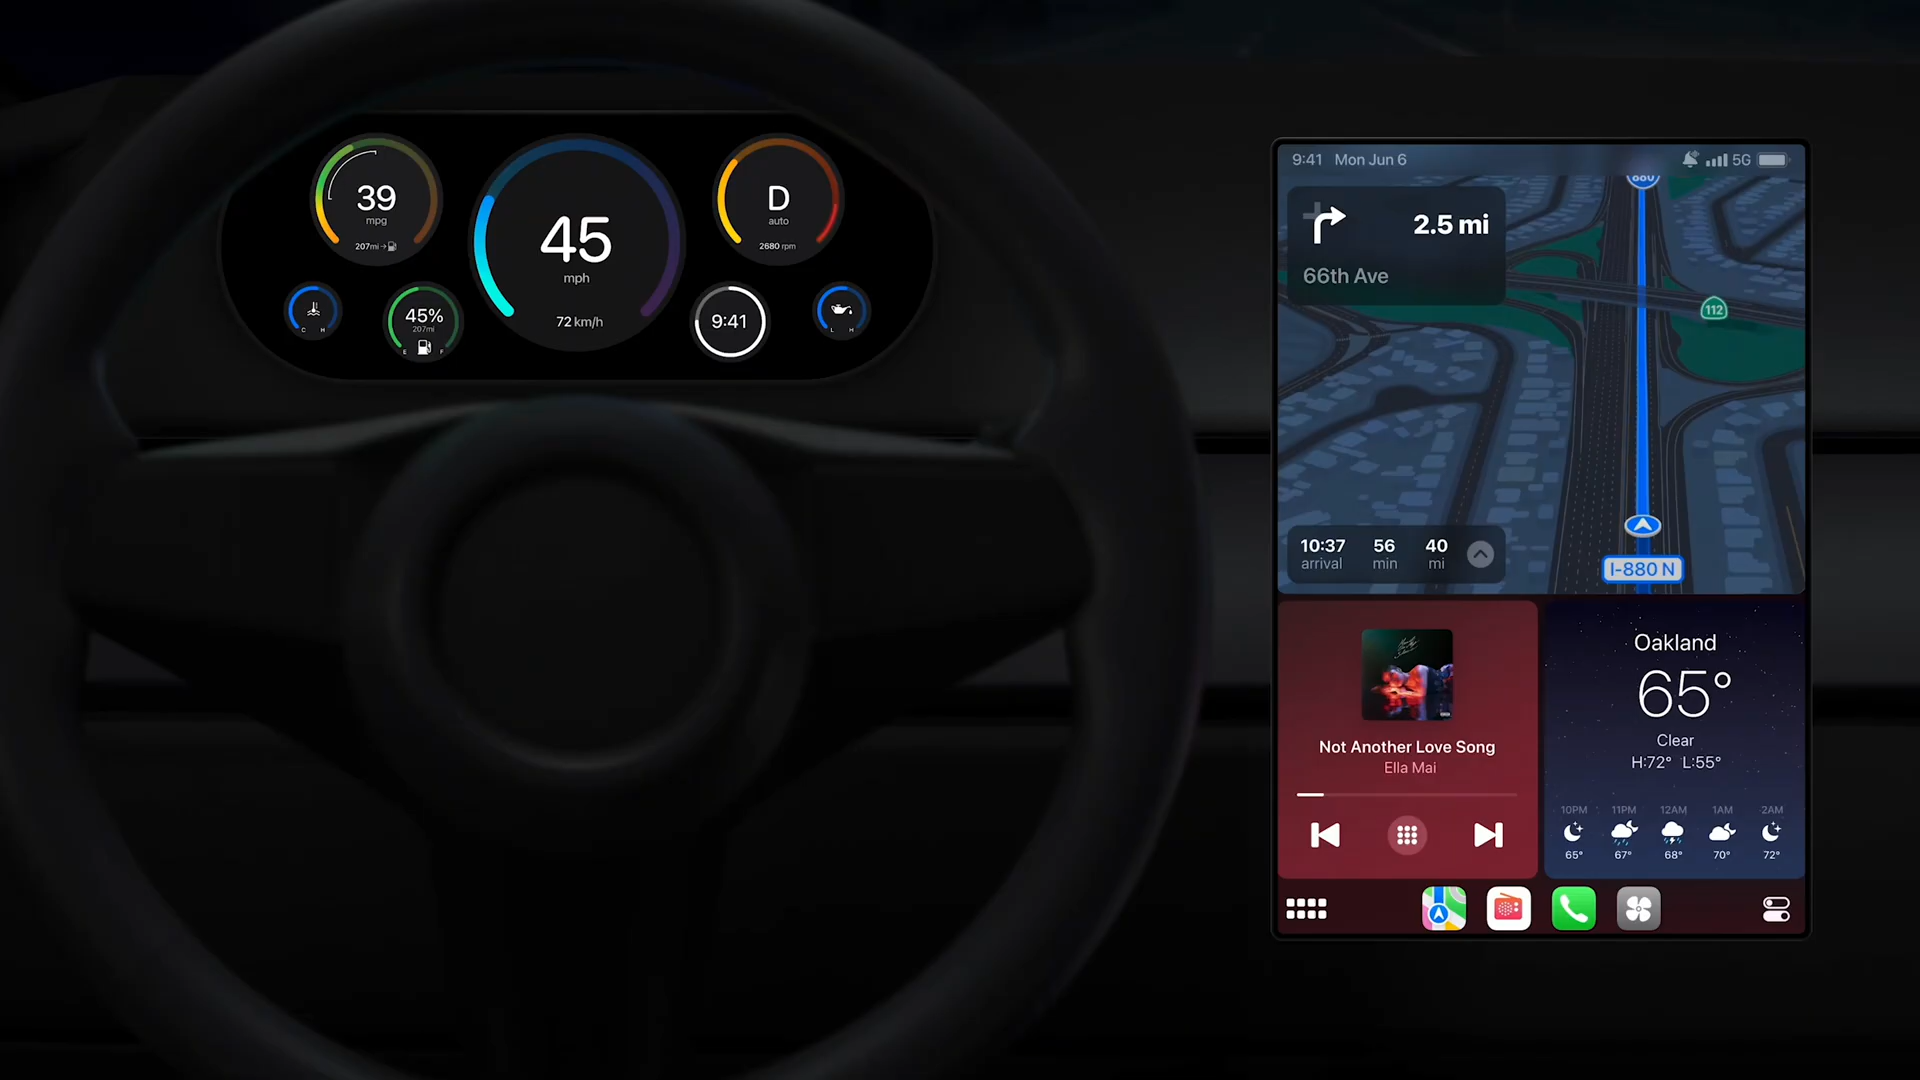 39
mpg
207mi→
45
mph
72 km/h
D
auto
2680 rpm
C H
45%
207mi
E F
9:41
L H
9:41 Mon Jun 6
5G
880
2.5 mi
66th Ave
112
10:37 56 40
arrival min mi
I-880 N
Not Another Love Song
Ella Mai
Oakland
65°
Clear
H:72° L:55°
10PM 11PM 12AM 1AM 2AM
65° 67° 68° 70° 72°